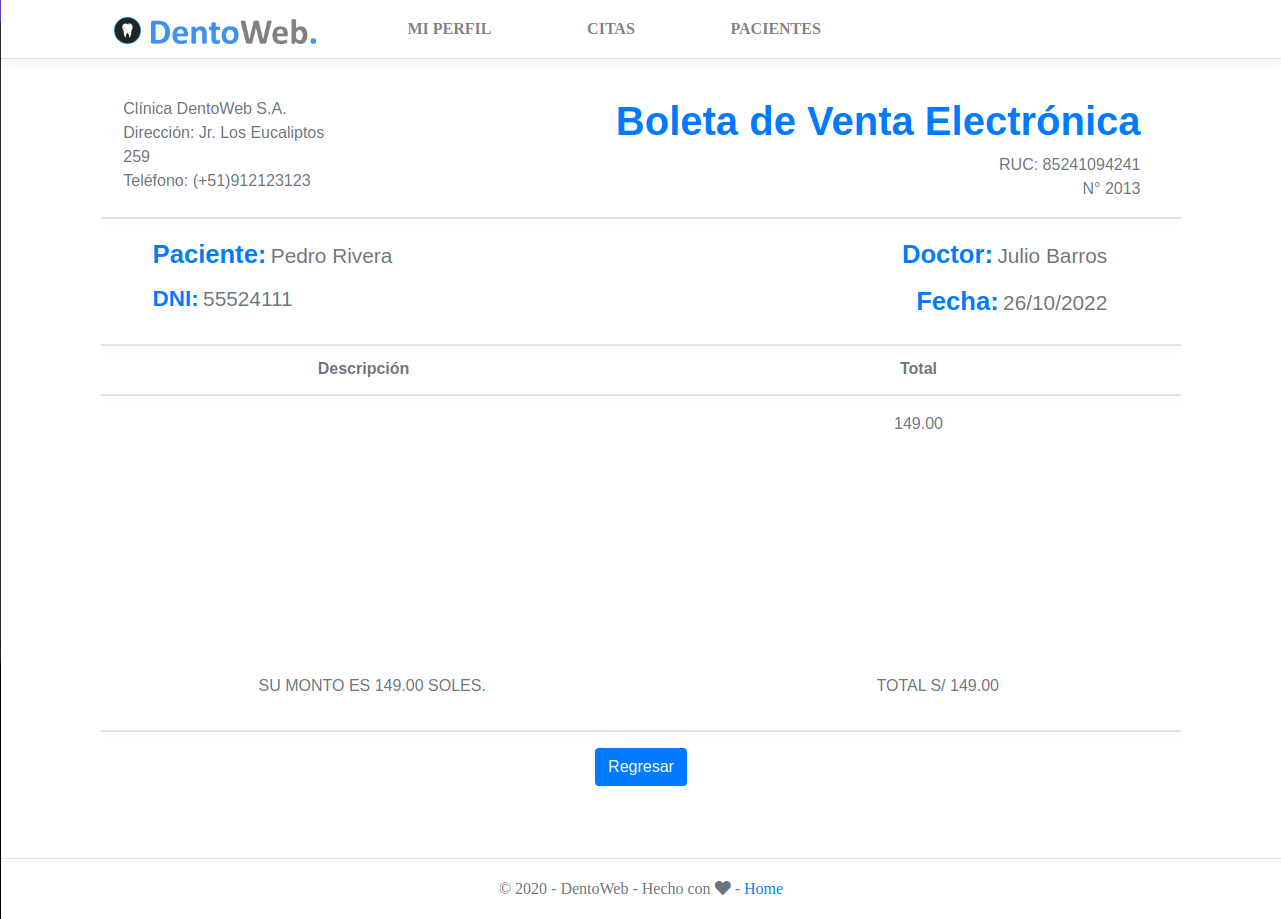 DentoWeb.
MI PERFIL
CITAS
PACIENTES
Clínica DentoWeb S.A.
Dirección: Jr. Los Eucaliptos
259
Teléfono: (+51)912123123
Boleta de Venta Electrónica
RUC: 85241094241
N° 2013
Paciente: Pedro Rivera
DNI: 55524111
Doctor: Julio Barros
Fecha: 26/10/2022
Descripción
Total
149.00
SU MONTO ES 149.00 SOLES.
TOTAL S/ 149.00
Regresar
© 2020 - DentoWeb - Hecho con - Home